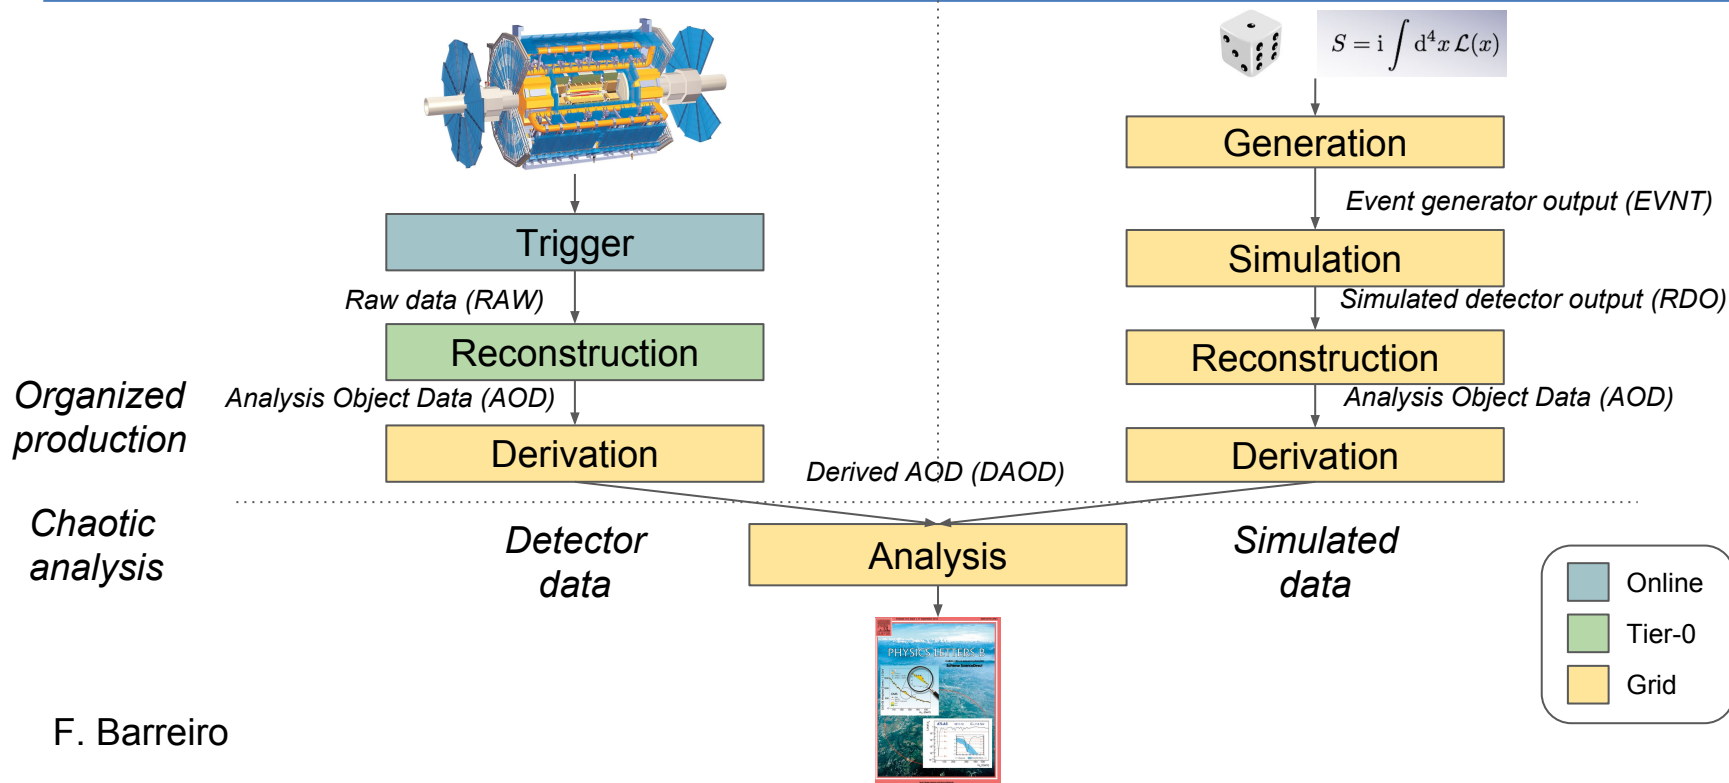 S = i ∫ d⁴x 𝓛(x)
Generation
Event generator output (EVNT)
Trigger
Simulation
Raw data (RAW)
Simulated detector output (RDO)
Reconstruction
Reconstruction
Organized
production
Analysis Object Data (AOD)
Analysis Object Data (AOD)
Derivation
Derived AOD (DAOD)
Derivation
Chaotic
analysis
Detector
data
Analysis
Simulated
data
Online
Tier-0
Grid
PHYSICS LETTERS B
F. Barreiro